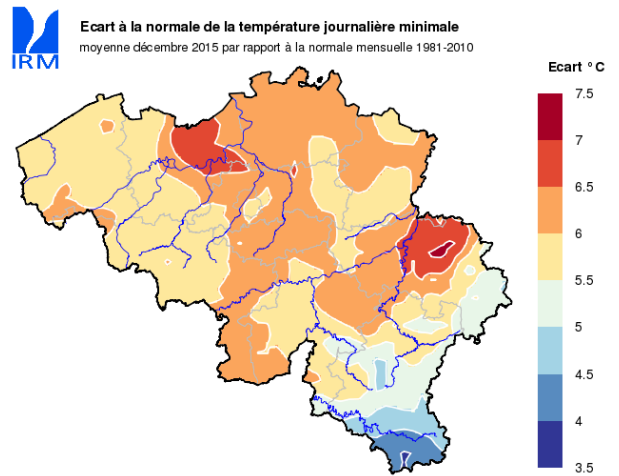 Ecart à la normale de la température journalière minimale
moyenne décembre 2015 par rapport à la normale mensuelle 1981-2010
IRM
Ecart °C
7.5
7
6.5
6
5.5
5
4.5
4
3.5